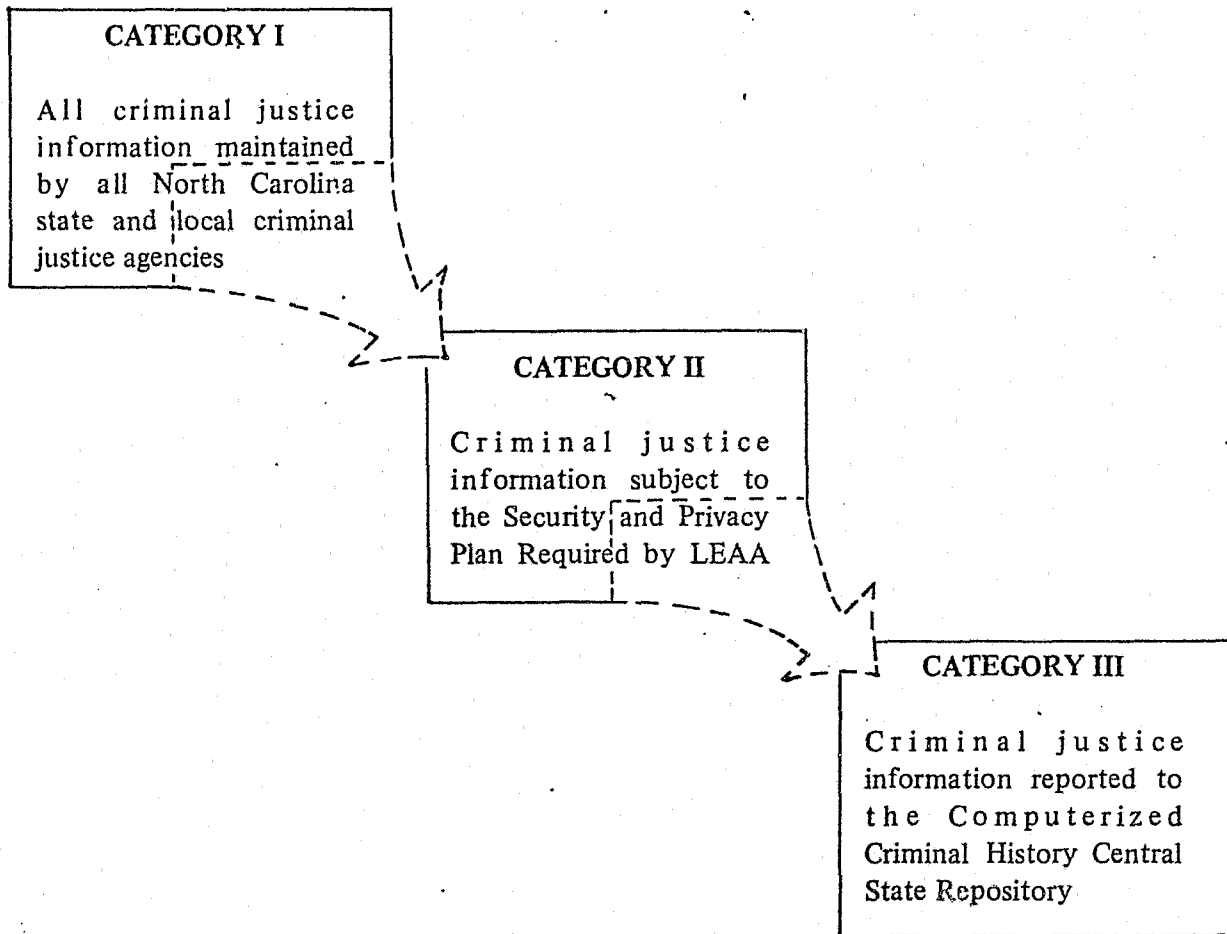 CATEGORY I
All criminal justice
information maintained
by all North Carolina
state and local criminal
justice agencies
CATEGORY II
Criminal justice
information subject to
the Security and Privacy
Plan Required by LEAA
CATEGORY III
Criminal justice
information reported to
the Computerized
Criminal History Central
State Repository